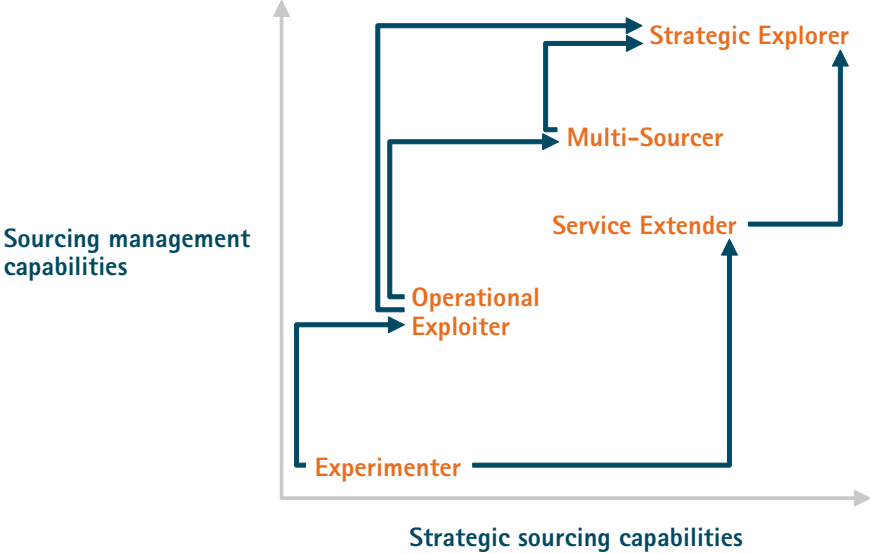 Strategic Explorer
Multi-Sourcer
Service Extender
Sourcing management
capabilities
Operational
Exploiter
Experimenter
Strategic sourcing capabilities